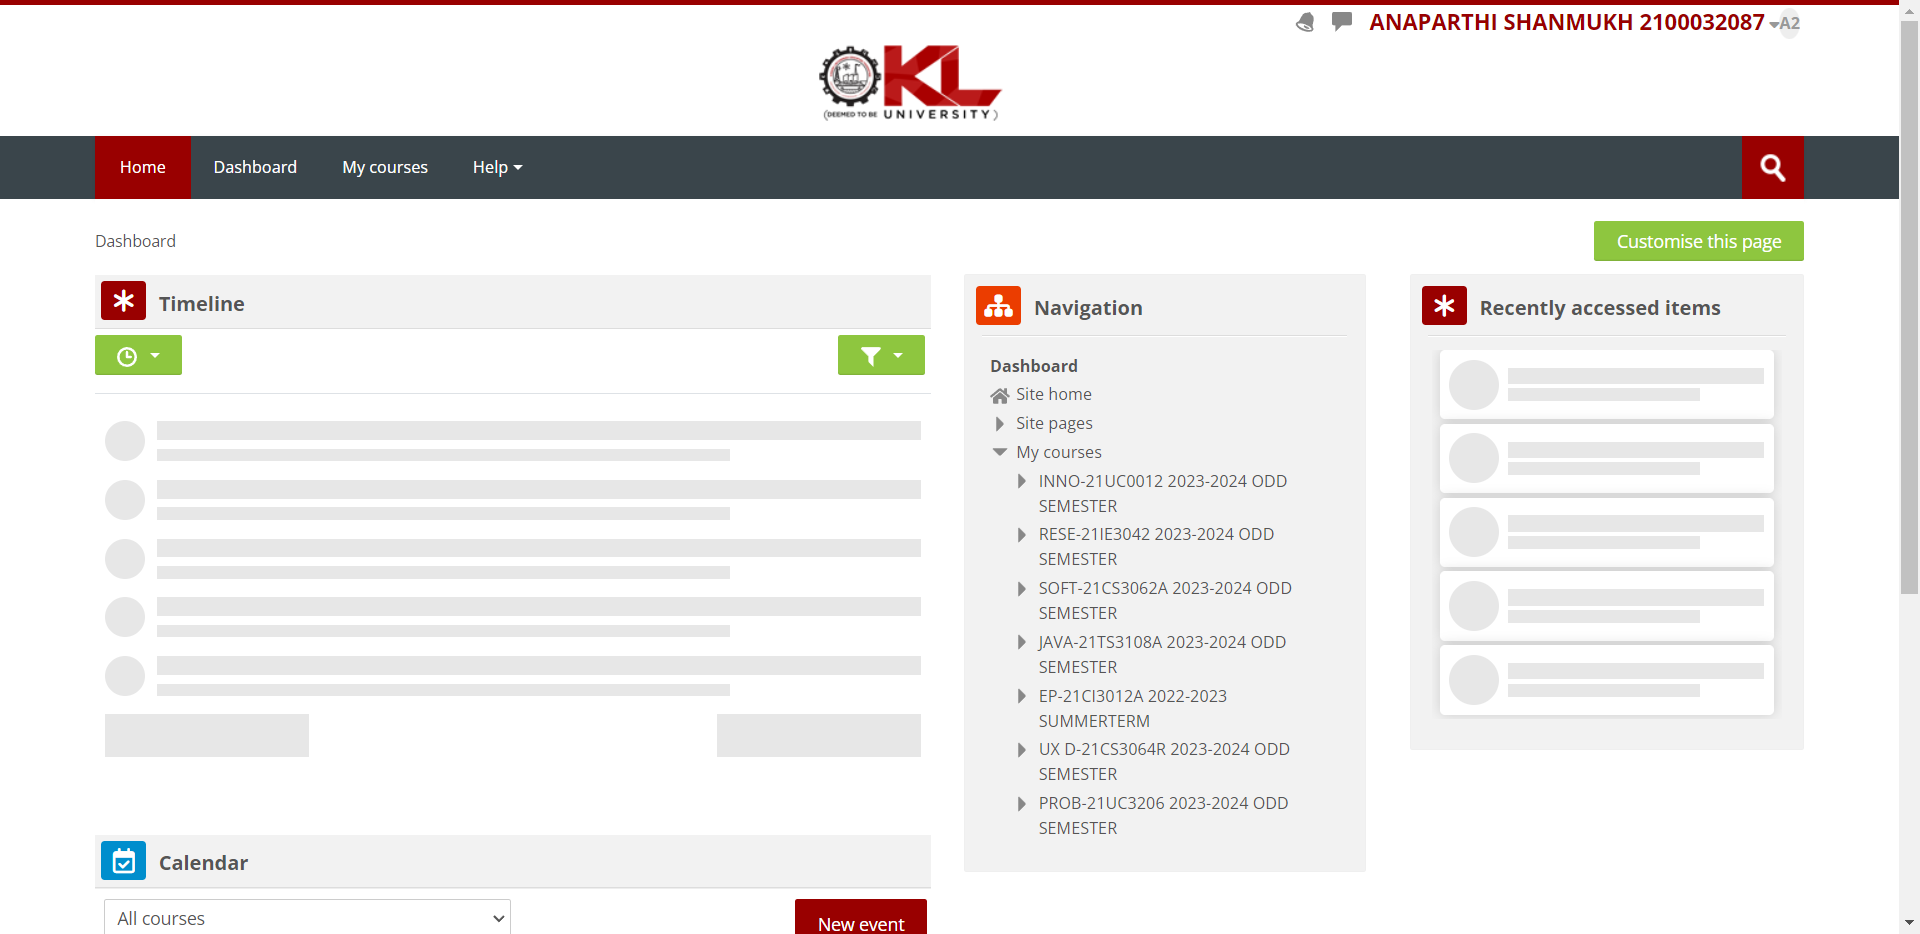 ANAPARTHI SHANMUKH 2100032087 A2
KL
(DEEMED TO BE UNIVERSITY)
Home Dashboard My courses Help
Dashboard
Customise this page
Timeline
Navigation
Dashboard
Site home
Site pages
My courses
INNO-21UC0012 2023-2024 ODD
SEMESTER
RESE-21IE3042 2023-2024 ODD
SEMESTER
SOFT-21CS3062A 2023-2024 ODD
SEMESTER
JAVA-21TS3108A 2023-2024 ODD
SEMESTER
EP-21CI3012A 2022-2023
SUMMERTERM
UX D-21CS3064R 2023-2024 ODD
SEMESTER
PROB-21UC3206 2023-2024 ODD
SEMESTER
Recently accessed items
Calendar
All courses
New event